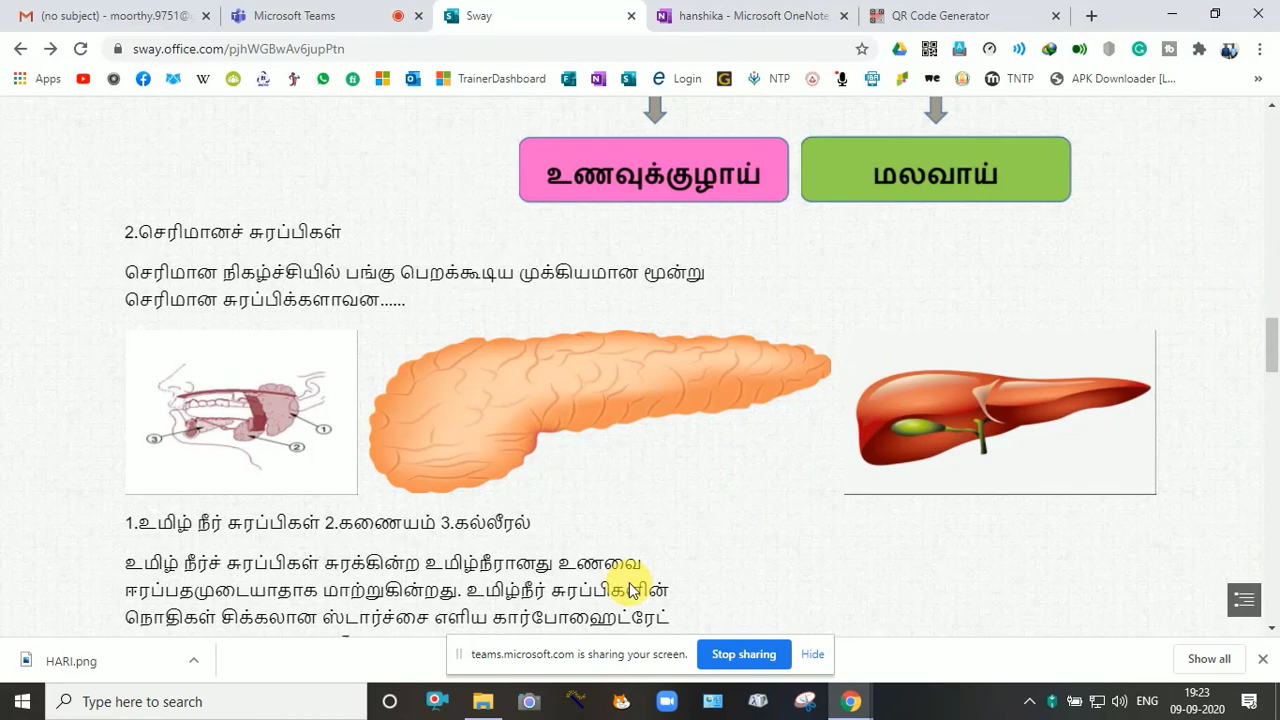 (no subject) - moorthy.9751@g
Microsoft Teams
Sway
hanshika - Microsoft OneNote
QR Code Generator
sway.office.com/pjhWGBwAv6jupPtn
Apps
TrainerDashboard
Login
NTP
TNTP
APK Downloader [L...
உணவுக்குழாய்
மலவாய்
2.செரிமானச் சுரப்பிகள்
செரிமான நிகழ்ச்சியில் பங்கு பெறக்கூடிய முக்கியமான மூன்று
செரிமான சுரப்பிக்களாவன......
1
2
3
1.உமிழ் நீர் சுரப்பிகள் 2.கணையம் 3.கல்லீரல்
உமிழ் நீர்ச் சுரப்பிகள் சுரக்கின்ற உமிழ்நீரானது உணவை
ஈரப்பதமுடையாதாக மாற்றுகின்றது. உமிழ்நீர் சுரப்பிகளின்
நொதிகள் சிக்கலான ஸ்டார்ச்சை எளிய கார்போஹைட்ரேட்
teams.microsoft.com is sharing your screen.
Stop sharing
Hide
HARI.png
Show all
Type here to search
ENG
19:23
09-09-2020